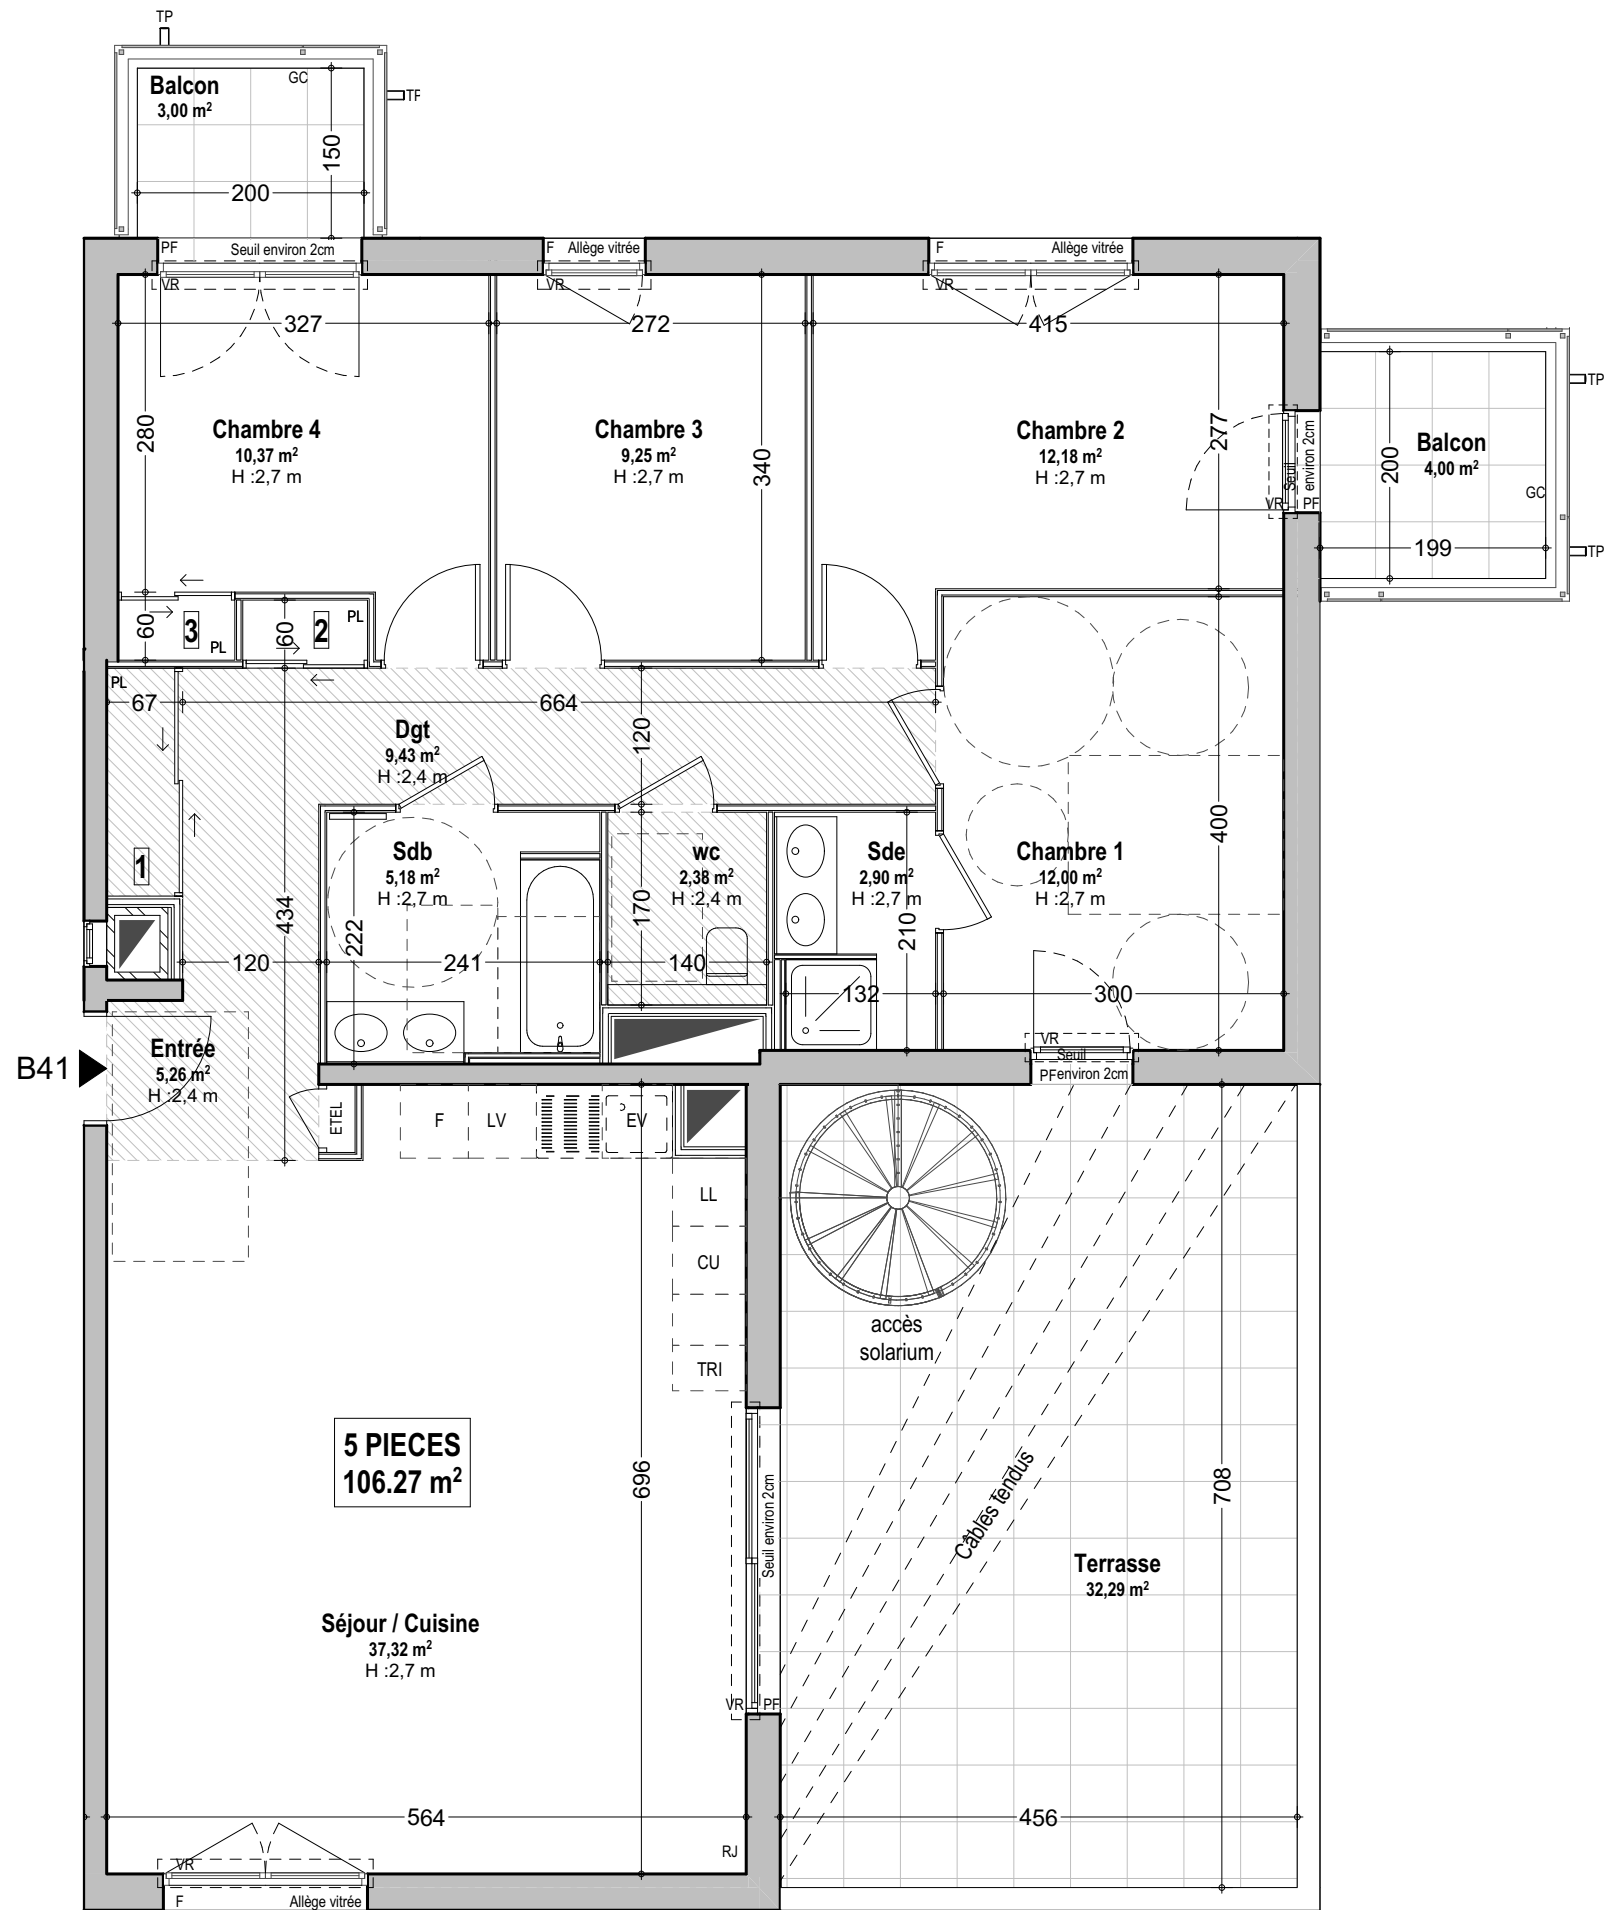 TP
Balcon
3,00 m²
GC
TF
150
200
PF
Seuil environ 2cm
VR
F
Allège vitrée
VR
F
Allège vitrée
VR
327
272
415
280
Chambre 4
10,37 m²
H :2,7 m
Chambre 3
9,25 m²
H :2,7 m
340
Chambre 2
12,18 m²
H :2,7 m
277
Seuil
environ 2cm
VR
PF
TP
Balcon
4,00 m²
200
GC
199
TP
60
3
PL
60
2
PL
PL
67
664
Dgt
9,43 m²
H :2,4 m
120
1
434
Sdb
5,18 m²
H :2,7 m
222
241
120
wc
2,38 m²
H :2,4 m
170
140
Sde
2,90 m²
H :2,7 m
210
132
Chambre 1
12,00 m²
H :2,7 m
400
300
VR
Seuil
PF
environ 2cm
B41
Entrée
5,26 m²
H :2,4 m
ETEL
F
LV
EV
LL
CU
TRI
accès
solarium
5 PIECES
106.27 m²
696
Seuil environ 2cm
Câbles tendus
708
Terrasse
32,29 m²
Séjour / Cuisine
37,32 m²
H :2,7 m
VR
PF
564
456
RJ
VR
F
Allège vitrée